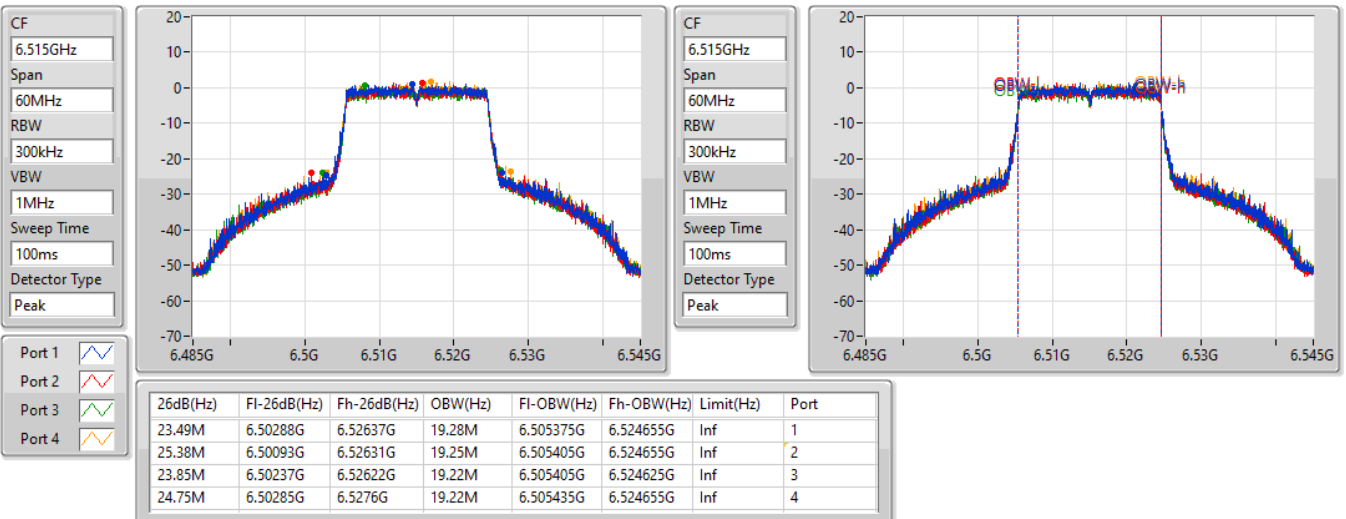 CF
6.515GHz
Span
60MHz
RBW
300kHz
VBW
1MHz
Sweep Time
100ms
Detector Type
Peak
Port 1
Port 2
Port 3
Port 4
20
10
0
-10
-20
-30
-40
-50
-60
-70
6.485G 6.5G 6.51G 6.52G 6.53G 6.545G
CF
6.515GHz
Span
60MHz
RBW
300kHz
VBW
1MHz
Sweep Time
100ms
Detector Type
Peak
20
10
0
-10
-20
-30
-40
-50
-60
-70
OBW-l OBW-h
6.485G 6.5G 6.51G 6.52G 6.53G 6.545G
26dB(Hz) Fl-26dB(Hz) Fh-26dB(Hz) OBW(Hz) Fl-OBW(Hz) Fh-OBW(Hz) Limit(Hz) Port
23.49M 6.50288G 6.52637G 19.28M 6.505375G 6.524655G Inf 1
25.38M 6.50093G 6.52631G 19.25M 6.505405G 6.524655G Inf 2
23.85M 6.50237G 6.52622G 19.22M 6.505405G 6.524625G Inf 3
24.75M 6.50285G 6.5276G 19.22M 6.505435G 6.524655G Inf 4